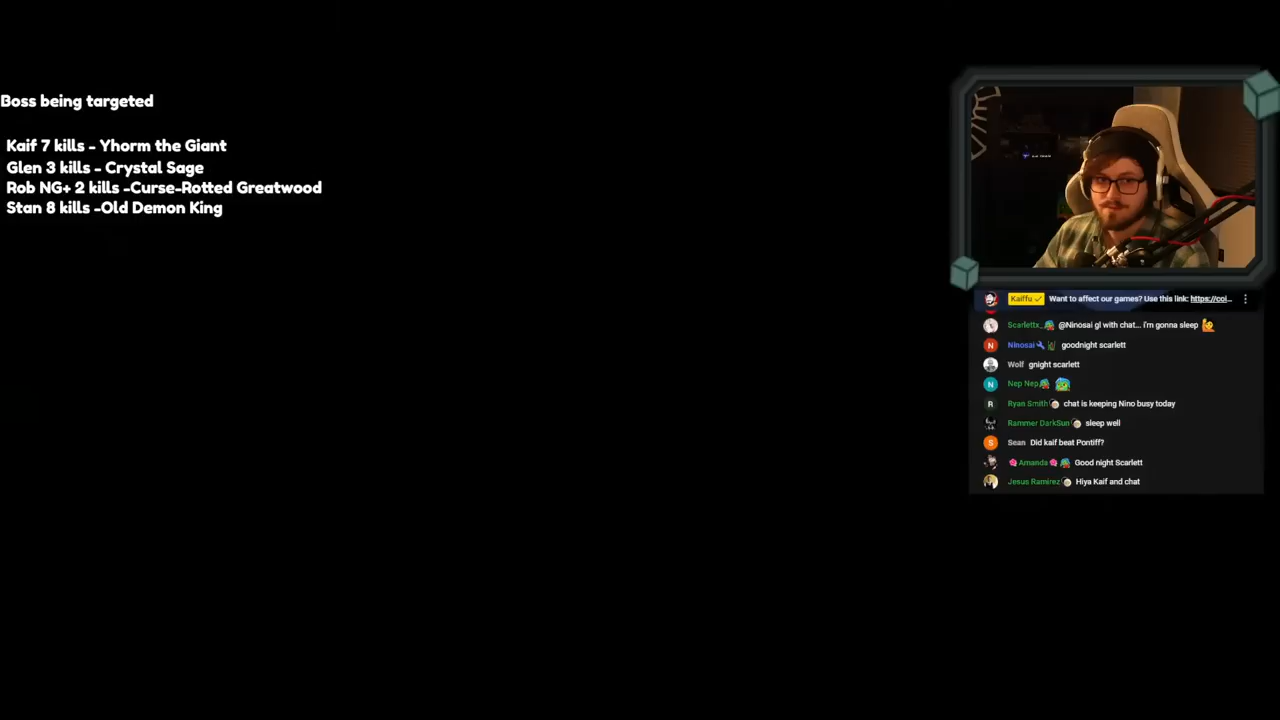 Boss being targeted
Kaif 7 kills - Yhorm the Giant
Glen 3 kills - Crystal Sage
Rob NG+ 2 kills -Curse-Rotted Greatwood
Stan 8 kills -Old Demon King
Kaiffu ✓ Want to affect our games? Use this link: https://coi...
Scarlettx_ @Ninosai gl with chat... i'm gonna sleep
N Ninosai goodnight scarlett
Wolf gnight scarlett
N Nep Nep
R Ryan Smith chat is keeping Nino busy today
Rammer DarkSun sleep well
S Sean Did kaif beat Pontiff?
Amanda Good night Scarlett
Jesus Ramirez Hiya Kaif and chat